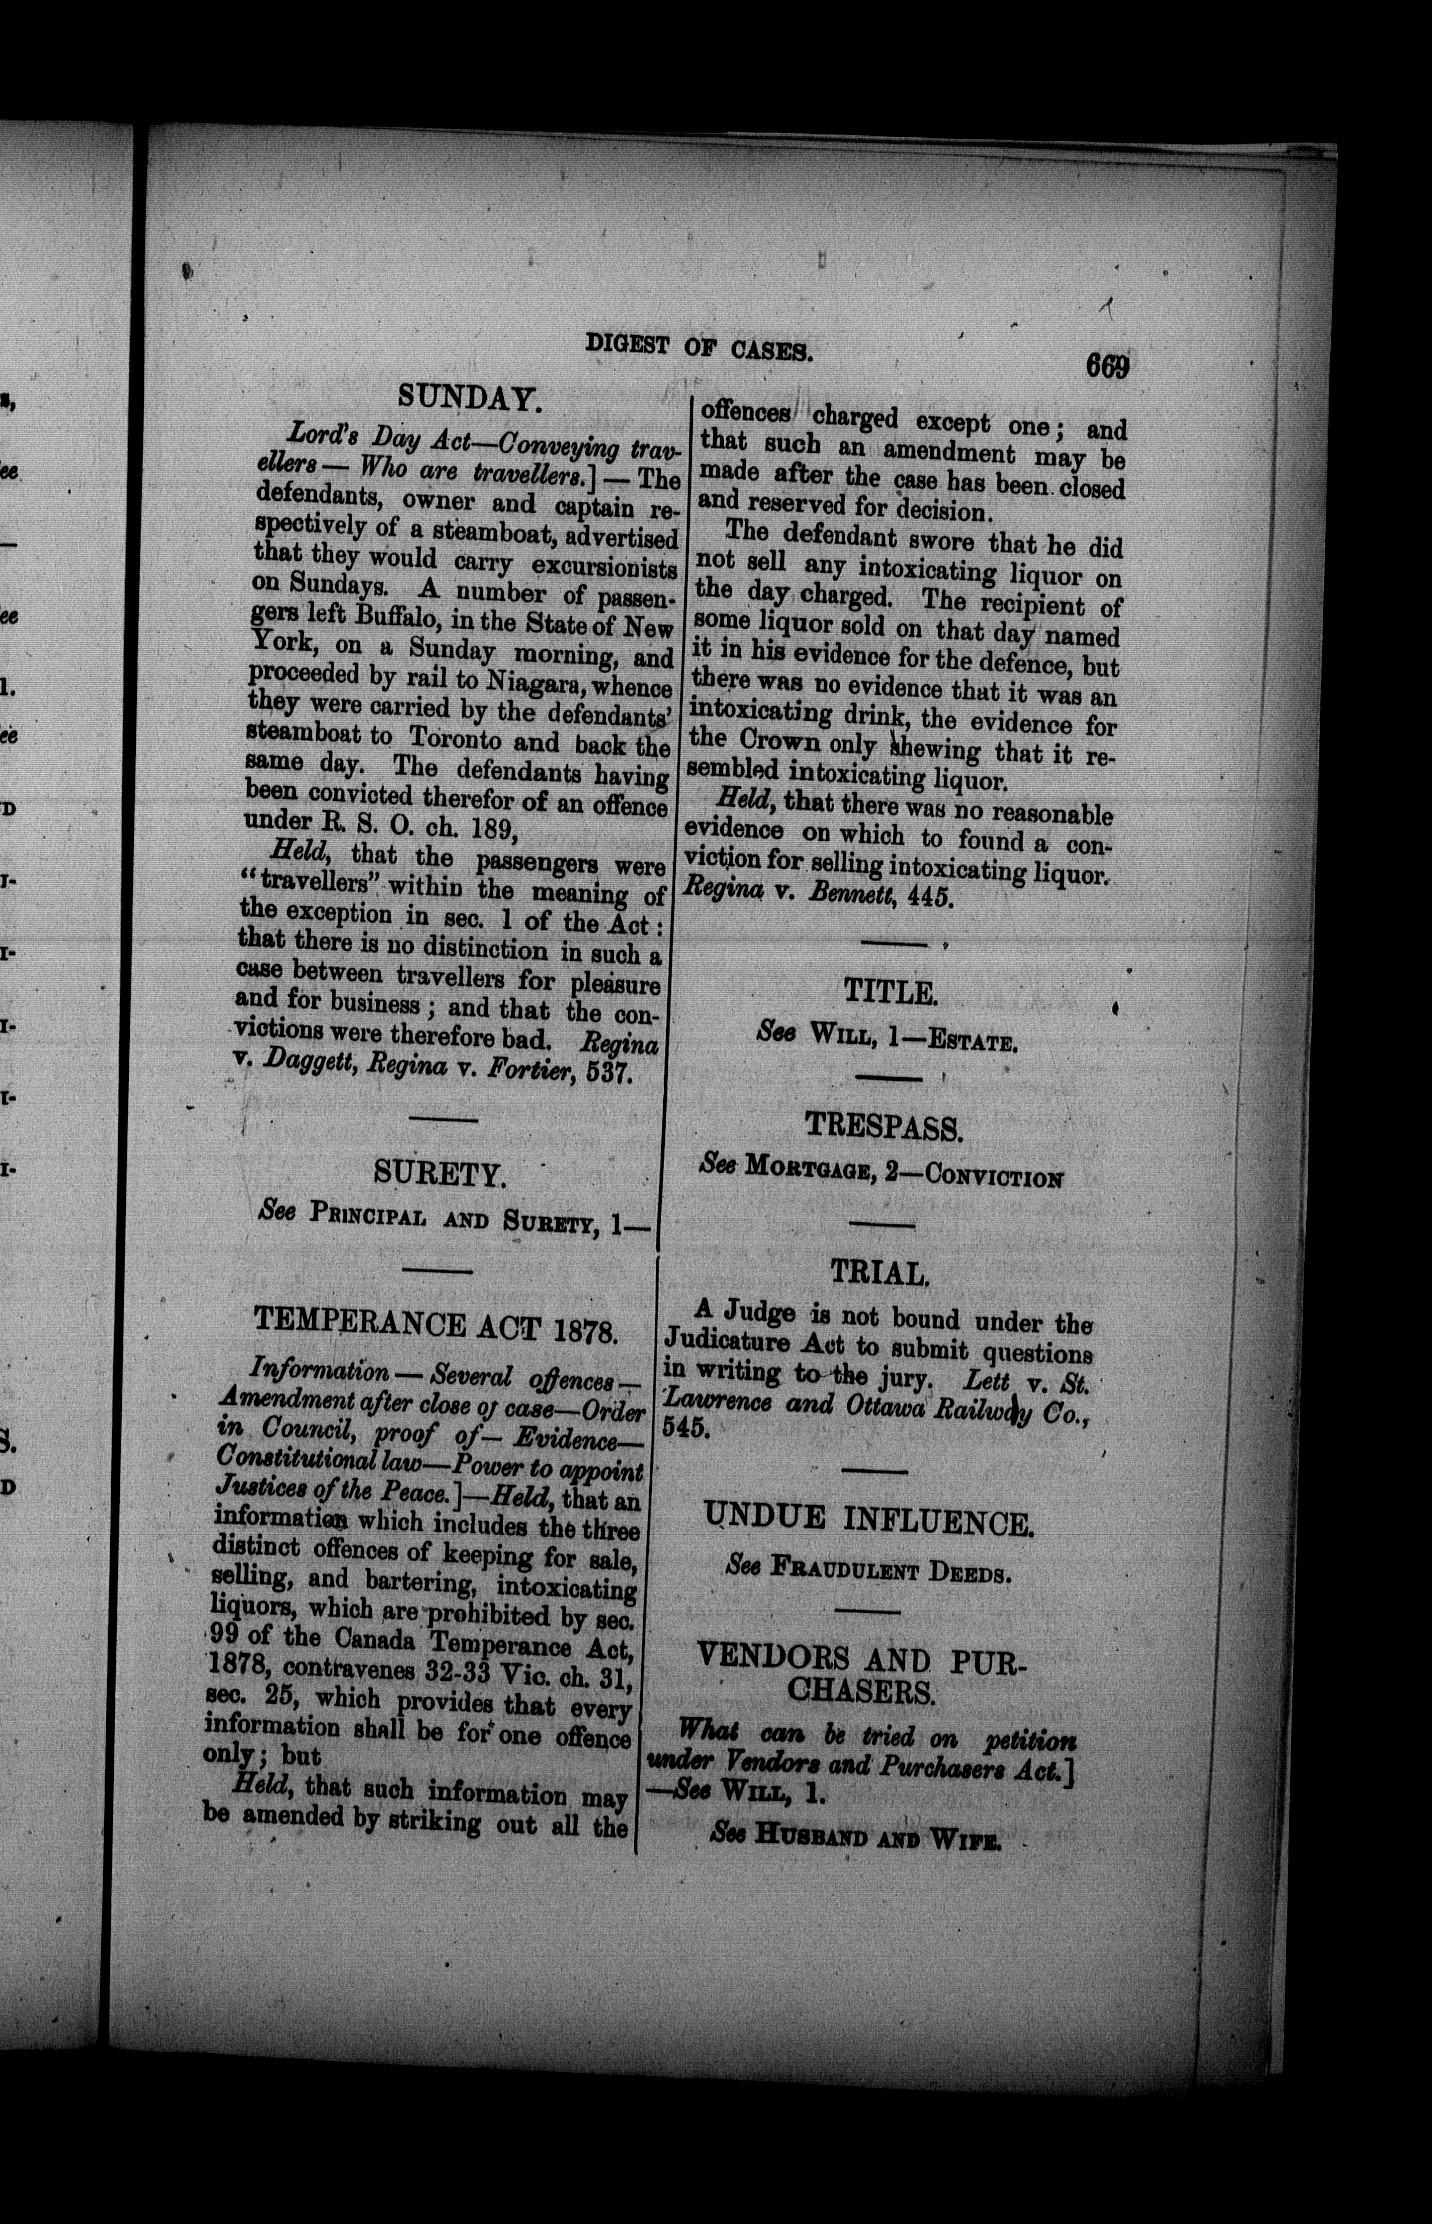 DIGEST OF CASES.
669
SUNDAY.
Lord's Day Act—Conveying trav-
ellers— Who are travellers.] — The
defendants, owner and captain re-
spectively of a steamboat, advertised
that they would carry excursionists
on Sundays. A number of passen-
gers left Buffalo, in the State of New
York, on a Sunday morning, and
proceeded by rail to Niagara, whence
they were carried by the defendants'
steamboat to Toronto and back the
same day. The defendants having
been convicted therefor of an offence
under R. S. O. ch. 189,
Held, that the passengers were
"travellers" within the meaning of
the exception in sec. 1 of the Act:
that there is no distinction in such a
case between travellers for pleasure
and for business; and that the con-
victions were therefore bad. Regina
v. Daggett, Regina v. Fortier, 537.
SURETY.
See PRINCIPAL AND SURETY, 1—
TEMPERANCE ACT 1878.
Information — Several offences —
Amendment after close of case—Order
in Council, proof of— Evidence—
Constitutional law—Power to appoint
Justices of the Peace.]—Held, that an
information which includes the three
distinct offences of keeping for sale,
selling, and bartering, intoxicating
liquors, which are prohibited by sec.
99 of the Canada Temperance Act,
1878, contravenes 32-33 Vic. ch. 31,
sec. 25, which provides that every
information shall be for one offence
only; but
Held, that such information may
be amended by striking out all the
offences charged except one; and
that such an amendment may be
made after the case has been closed
and reserved for decision.
The defendant swore that he did
not sell any intoxicating liquor on
the day charged. The recipient of
some liquor sold on that day named
it in his evidence for the defence, but
there was no evidence that it was an
intoxicating drink, the evidence for
the Crown only shewing that it re-
sembled intoxicating liquor.
Held, that there was no reasonable
evidence on which to found a con-
viction for selling intoxicating liquor.
Regina v. Bennett, 445.
TITLE.
See WILL, 1—ESTATE.
TRESPASS.
See MORTGAGE, 2—CONVICTION
TRIAL.
A Judge is not bound under the
Judicature Act to submit questions
in writing to the jury. Lett v. St.
Lawrence and Ottawa Railway Co.,
545.
UNDUE INFLUENCE.
See FRAUDULENT DEEDS.
VENDORS AND PUR-
CHASERS.
What can be tried on petition
under Vendors and Purchasers Act.]
—See WILL, 1.
See HUSBAND AND WIFE.